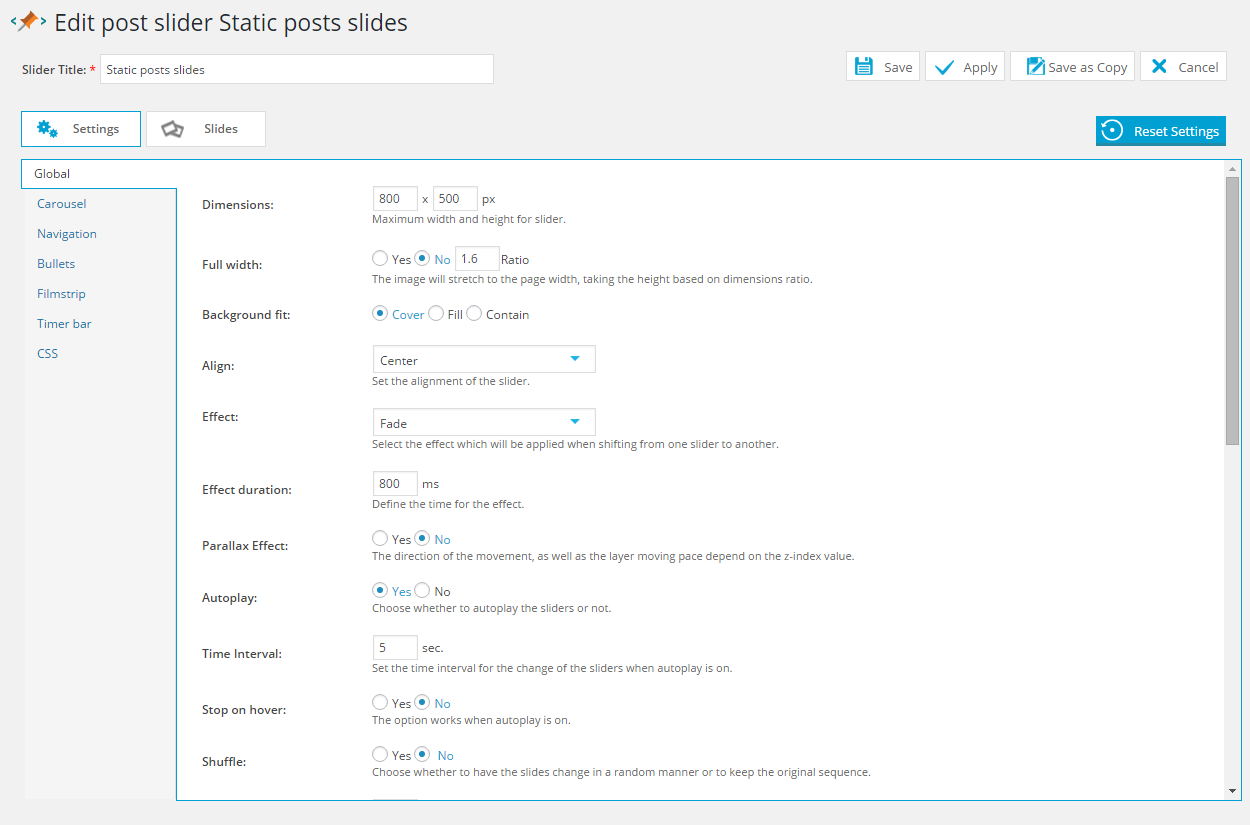 Edit post slider Static posts slides
Slider Title: * Static posts slides
Save Apply Save as Copy Cancel
Settings Slides
Reset Settings
Global
Carousel
Navigation
Bullets
Filmstrip
Timer bar
CSS
Dimensions: 800 x 500 px
Maximum width and height for slider.
Full width: Yes No 1.6 Ratio
The image will stretch to the page width, taking the height based on dimensions ratio.
Background fit: Cover Fill Contain
Align: Center
Set the alignment of the slider.
Effect: Fade
Select the effect which will be applied when shifting from one slider to another.
Effect duration: 800 ms
Define the time for the effect.
Parallax Effect: Yes No
The direction of the movement, as well as the layer moving pace depend on the z-index value.
Autoplay: Yes No
Choose whether to autoplay the sliders or not.
Time Interval: 5 sec.
Set the time interval for the change of the sliders when autoplay is on.
Stop on hover: Yes No
The option works when autoplay is on.
Shuffle: Yes No
Choose whether to have the slides change in a random manner or to keep the original sequence.